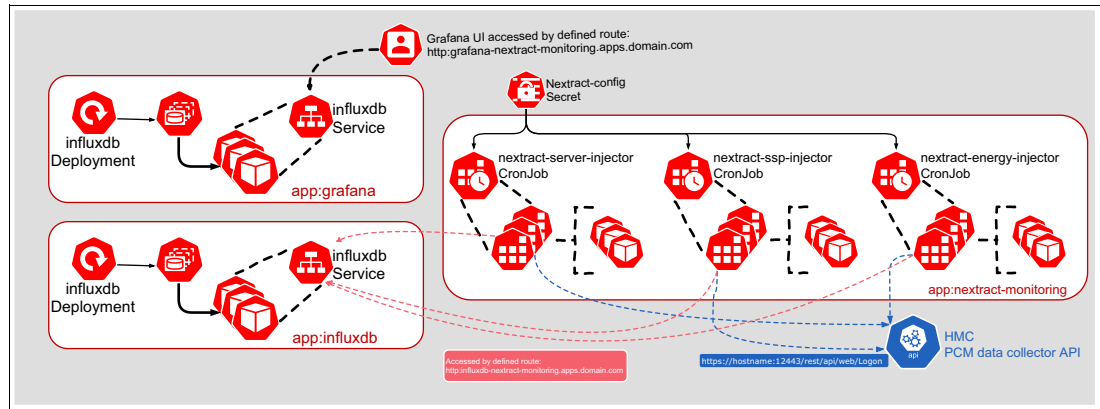 Grafana UI accessed by defined route:
http:grafana-nextract-monitoring.apps.domain.com
Nextract-config
Secret
influxdb
Deployment
influxdb
Service
app:grafana
nextract-server-injector
CronJob
nextract-ssp-injector
CronJob
nextract-energy-injector
CronJob
app:nextract-monitoring
influxdb
Deployment
influxdb
Service
app:influxdb
Accessed by defined route:
http:influxdb-nextract-monitoring.apps.domain.com
https://hostname:12443/rest/api/web/Logon
api
HMC
PCM data collector API